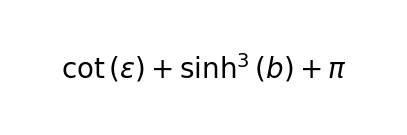 cot (ε) + sinh³ (b) + π